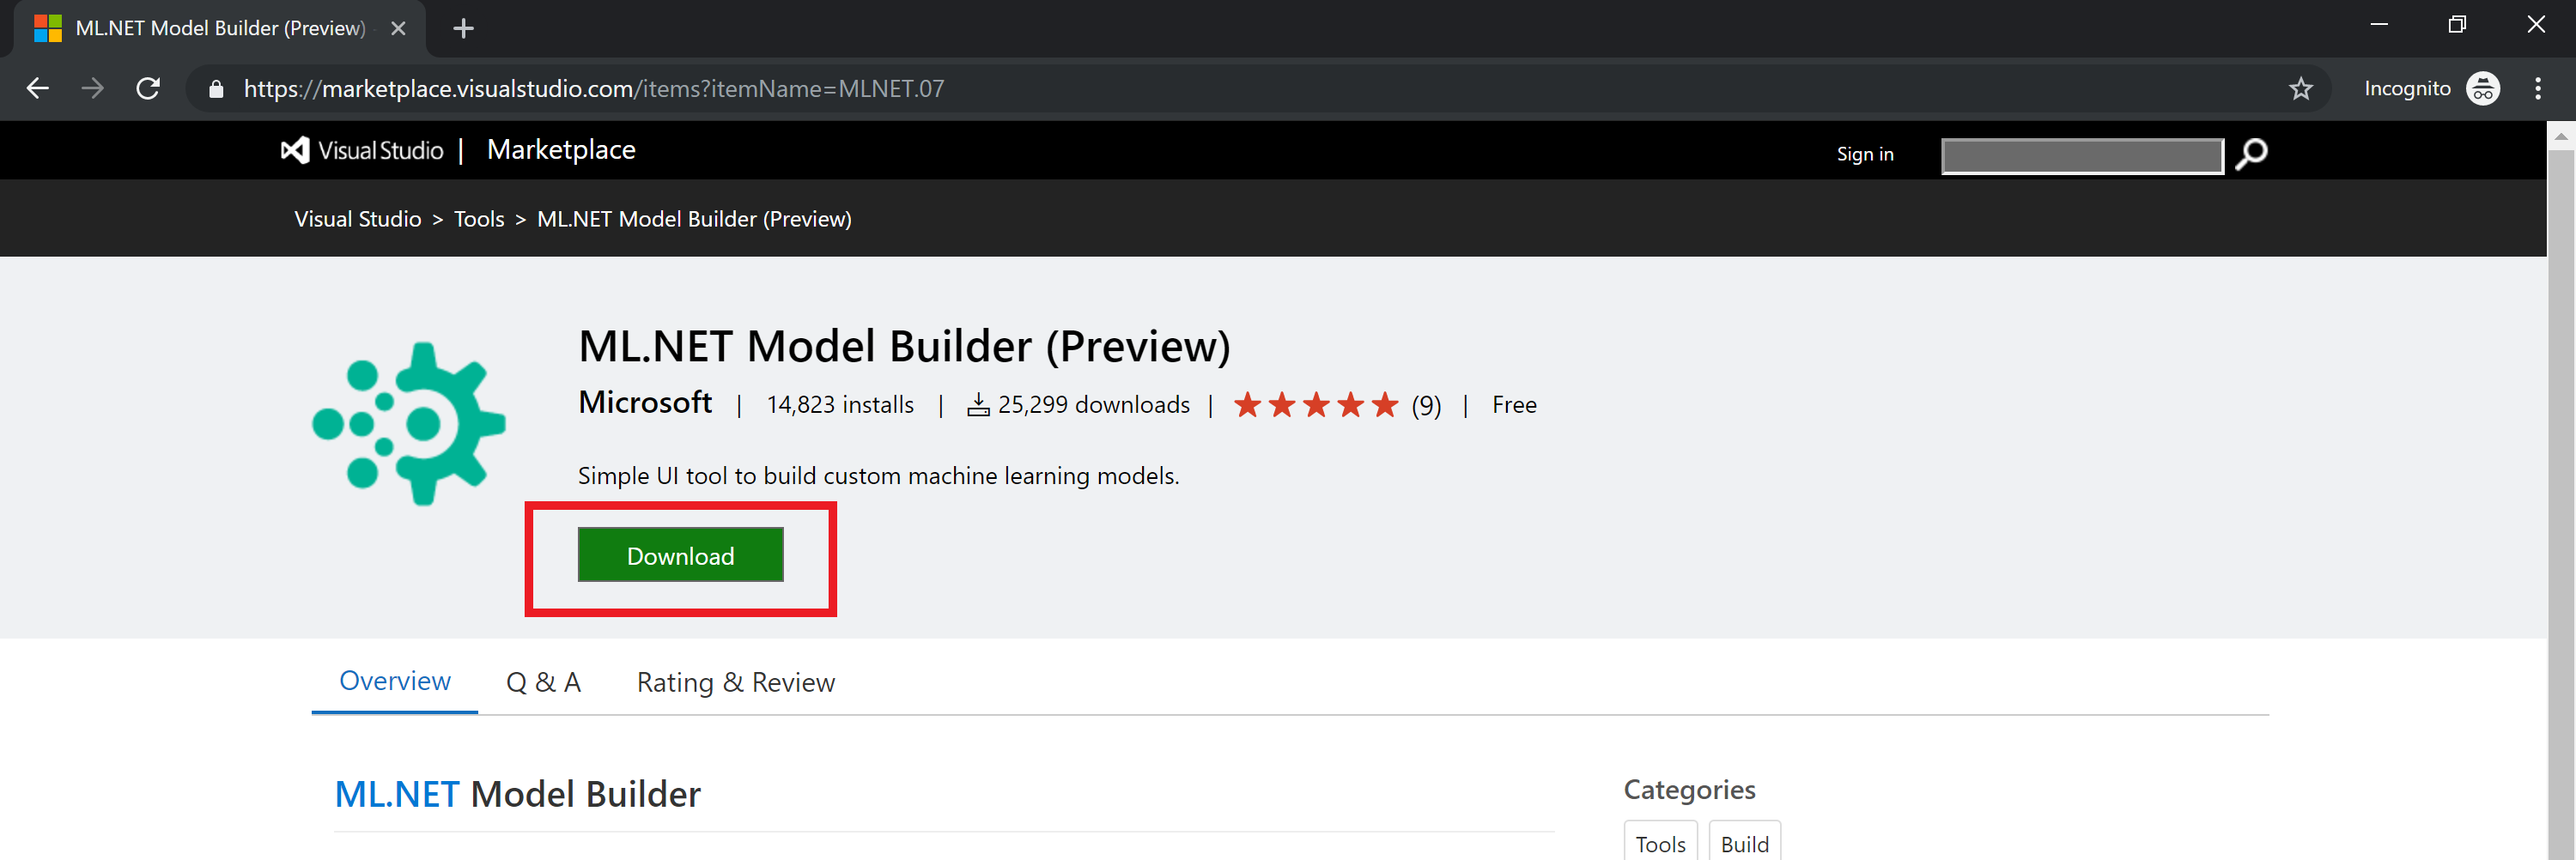 ML.NET Model Builder (Preview)
https://marketplace.visualstudio.com/items?itemName=MLNET.07
Incognito
Visual Studio | Marketplace
Sign in
Visual Studio > Tools > ML.NET Model Builder (Preview)
ML.NET Model Builder (Preview)
Microsoft | 14,823 installs | 25,299 downloads | (9) | Free
Simple UI tool to build custom machine learning models.
Download
Overview Q & A Rating & Review
ML.NET Model Builder
Categories
Tools Build